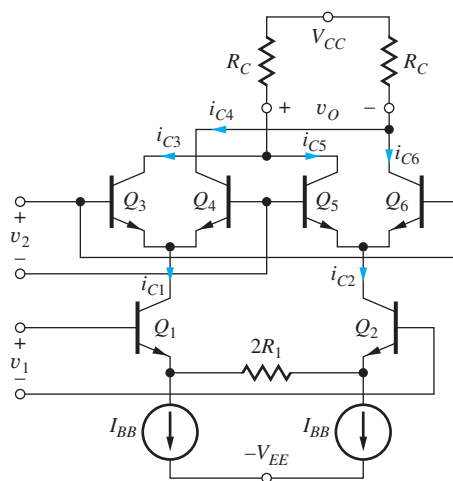 V_CC
R_C R_C
+ v_O −
i_C4
i_C3 i_C5 i_C6
Q_3 Q_4 Q_5 Q_6
+
v_2
−
i_C1 i_C2
+
v_1
−
Q_1 Q_2
2R_1
I_BB I_BB
−V_EE